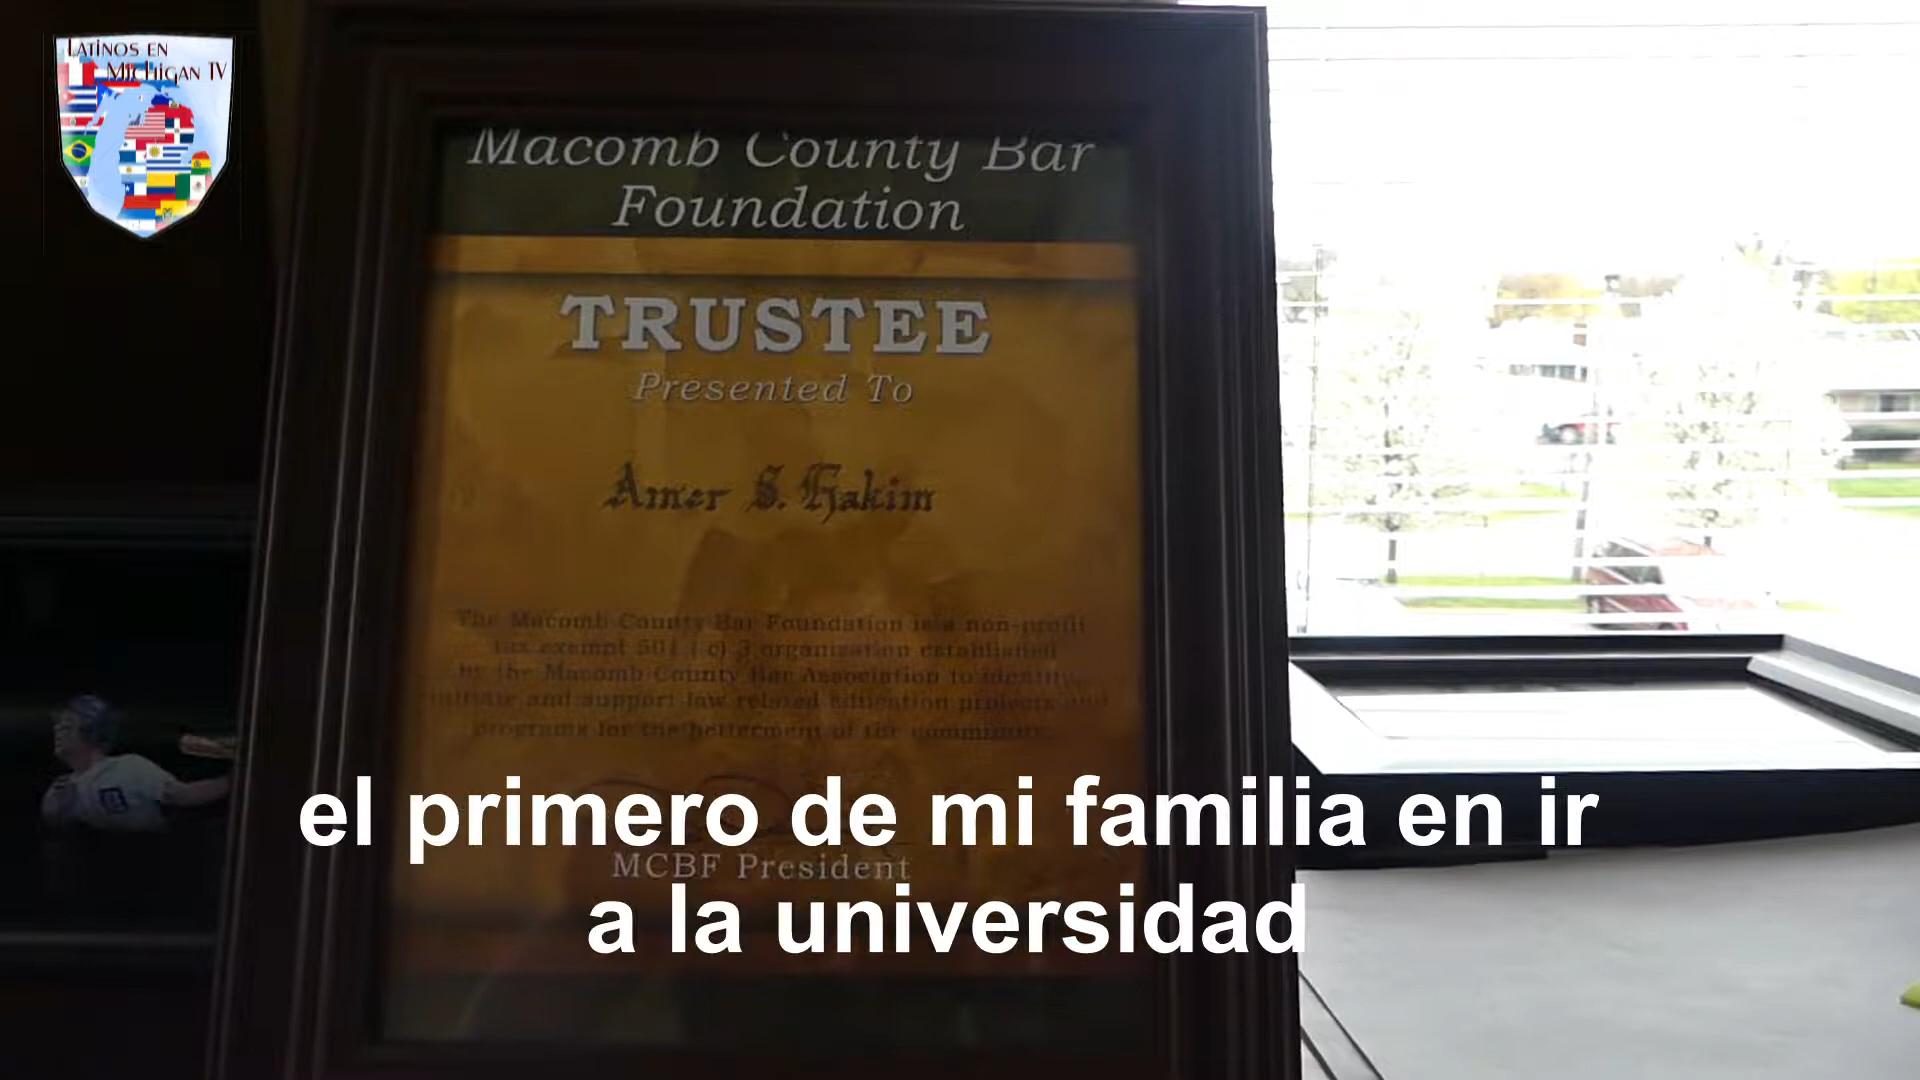 LATINOS EN
MICHIGAN TV
Macomb County Bar
Foundation
TRUSTEE
Presented To
Amer S. Hakim
The Macomb County Bar Foundation is a non-profit
tax exempt 501 (c) 3 organization established
by the Macomb County Bar Association to identify,
initiate and support law related education projects and
programs for the betterment of the community.
el primero de mi familia en ir
MCBF President
a la universidad